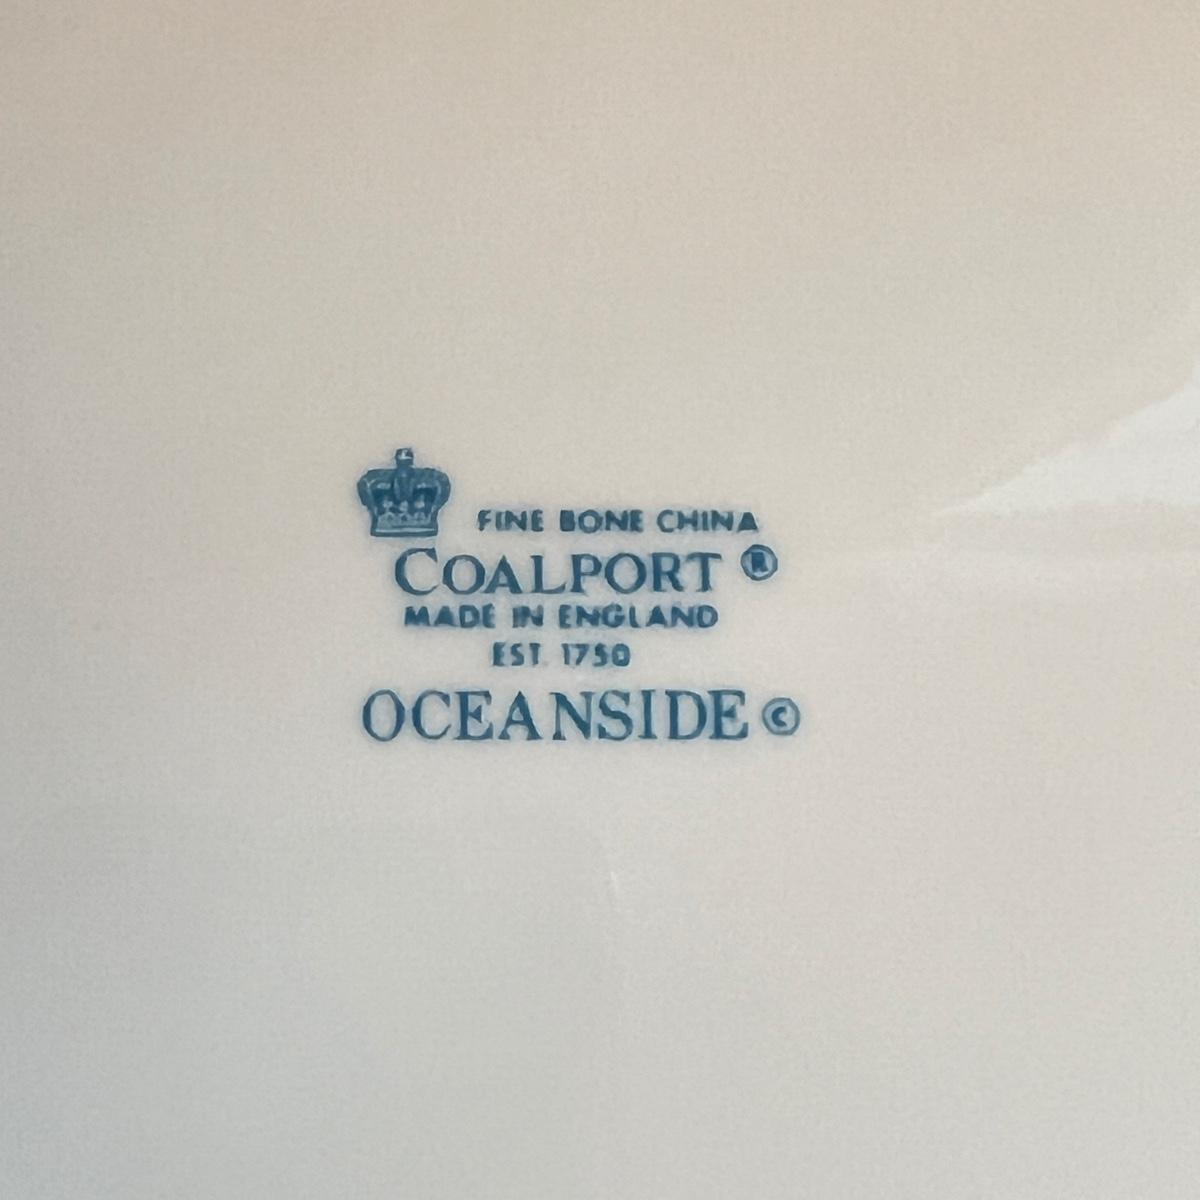 FINE BONE CHINA
COALPORT ®
MADE IN ENGLAND
EST. 1750
OCEANSIDE ©